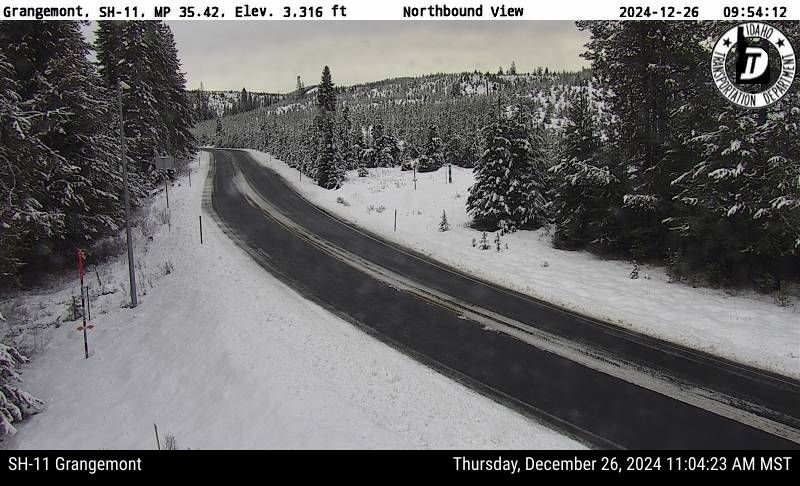 Grangemont, SH-11, MP 35.42, Elev. 3,316 ft Northbound View 2024-12-26 09:54:12
IDAHO
TRANSPORTATION DEPARTMENT
SH-11 Grangemont Thursday, December 26, 2024 11:04:23 AM MST